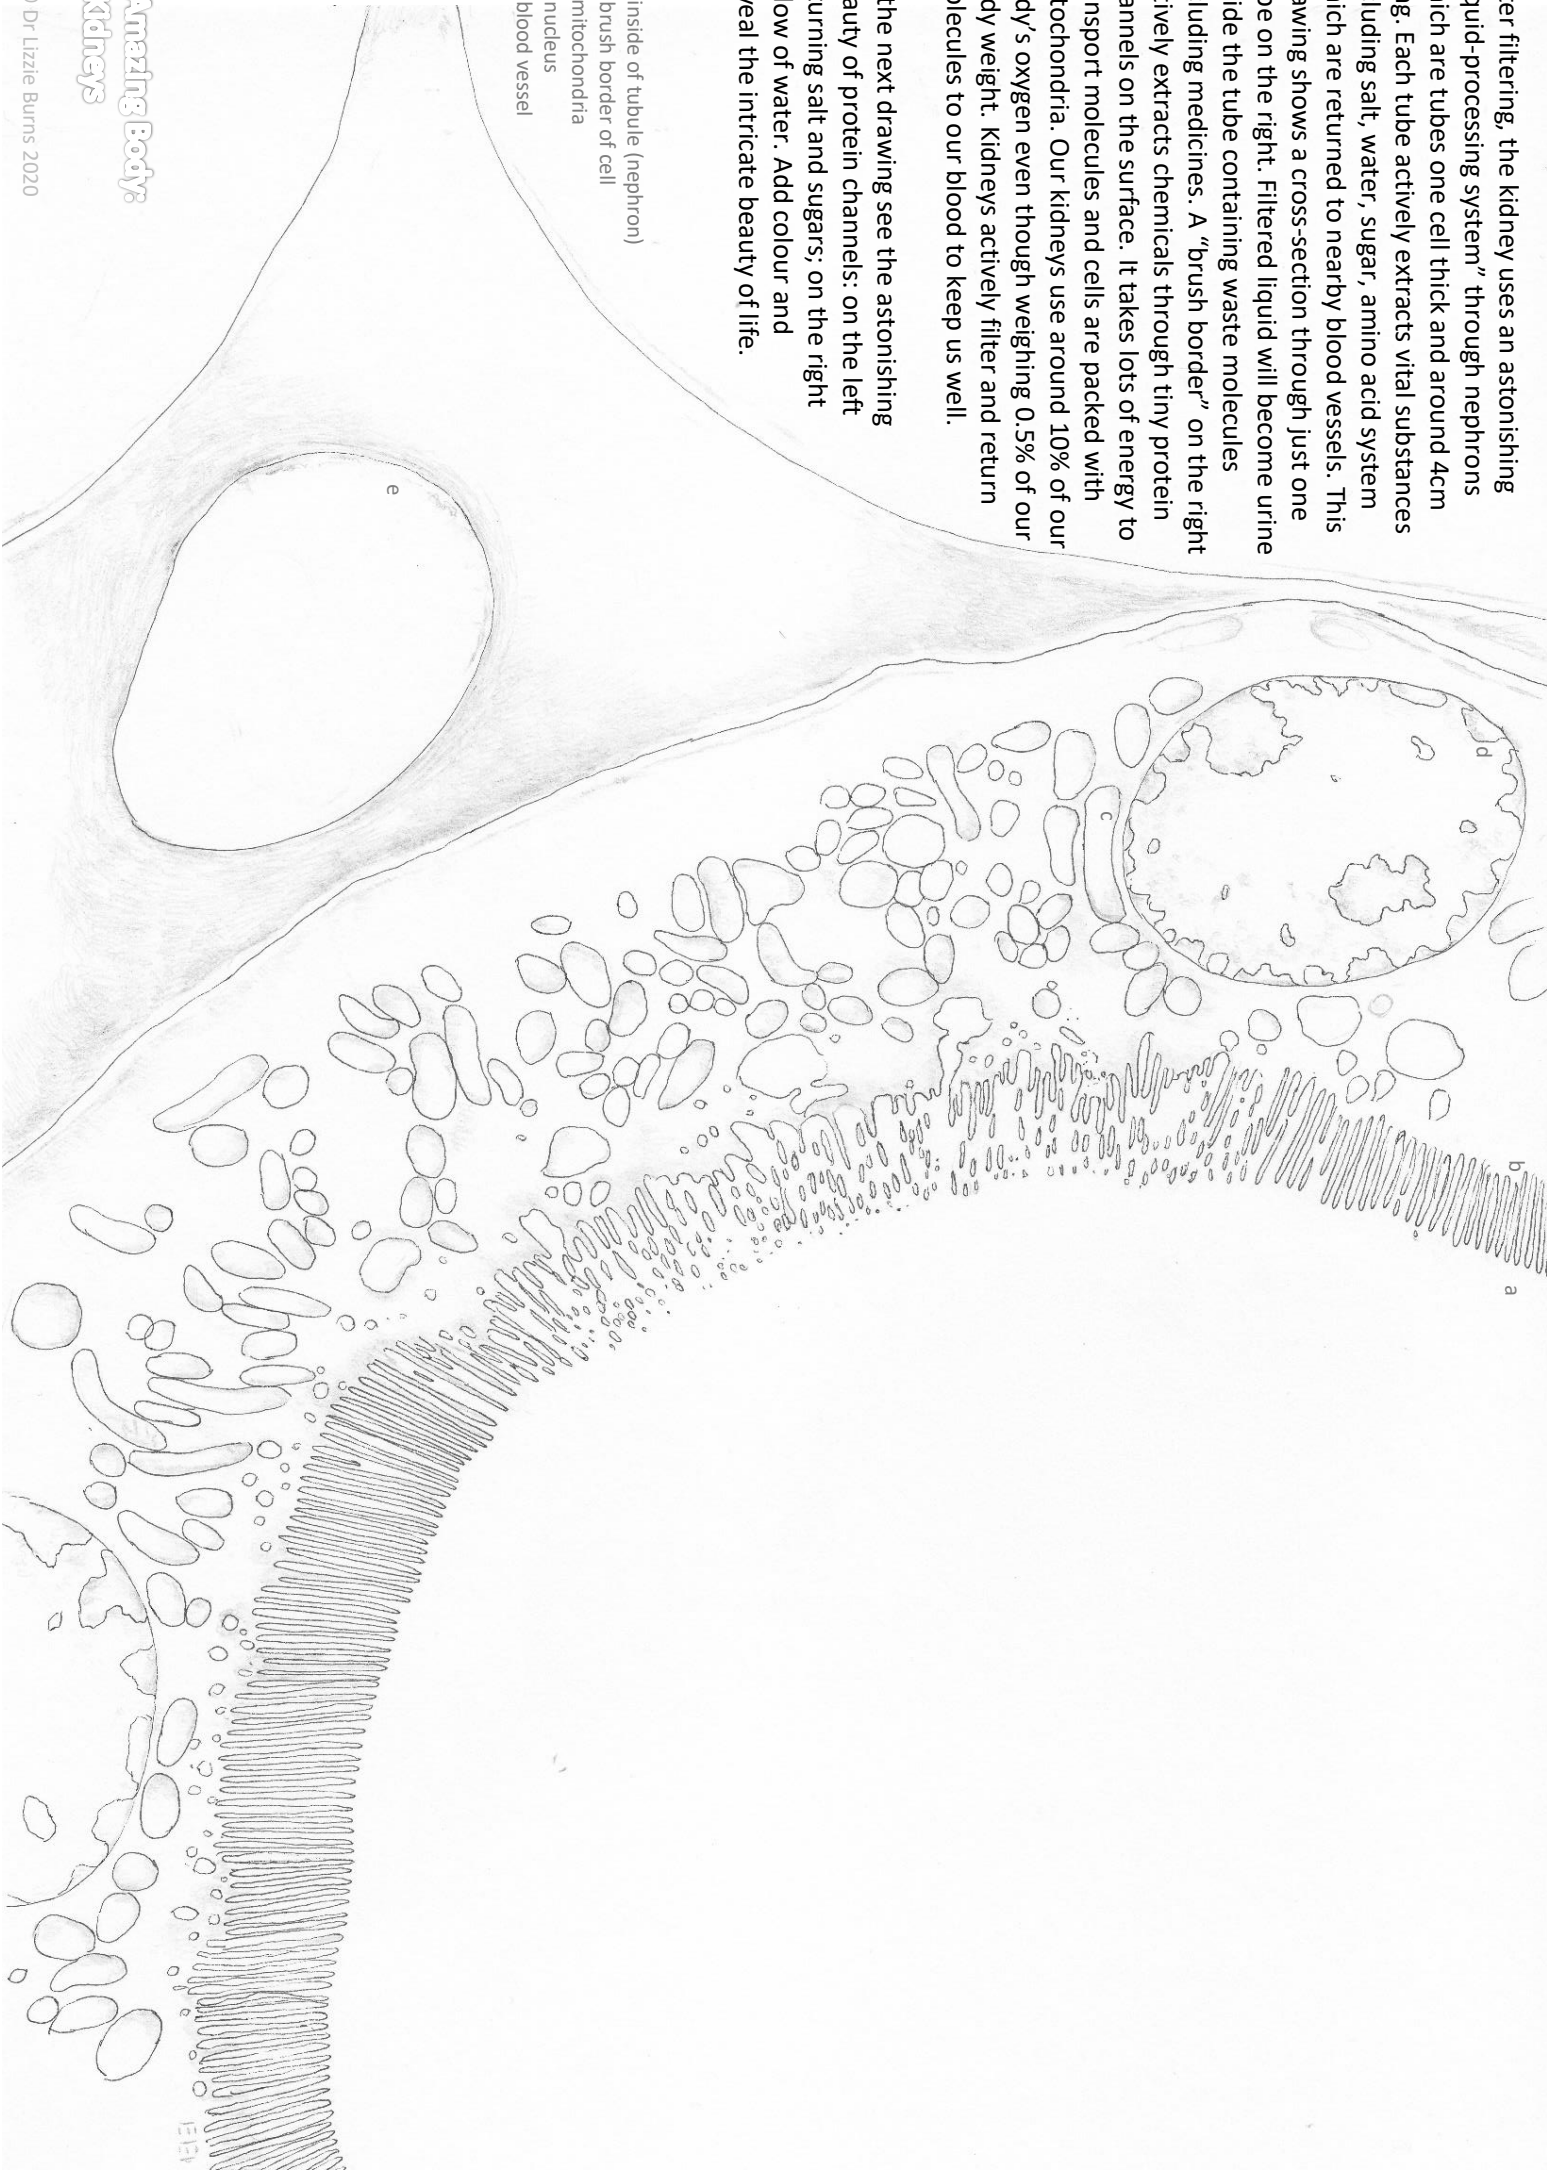 ter filtering, the kidney uses an astonishing
quid-processing system” through nephrons
hich are tubes one cell thick and around 4cm
ng. Each tube actively extracts vital substances
luding salt, water, sugar, amino acid system
hich are returned to nearby blood vessels. This
awing shows a cross-section through just one
be on the right. Filtered liquid will become urine
ide the tube containing waste molecules
luding medicines. A “brush border” on the right
tively extracts chemicals through tiny protein
annels on the surface. It takes lots of energy to
nsport molecules and cells are packed with
tochondria. Our kidneys use around 10% of our
dy’s oxygen even though weighing 0.5% of our
dy weight. Kidneys actively filter and return
olecules to our blood to keep us well.
the next drawing see the astonishing
auty of protein channels: on the left
turning salt and sugars; on the right
low of water. Add colour and
veal the intricate beauty of life.
inside of tubule (nephron)
brush border of cell
mitochondria
nucleus
blood vessel
Amazing Body:
Kidneys
Dr Lizzie Burns 2020
a
b
c
d
e